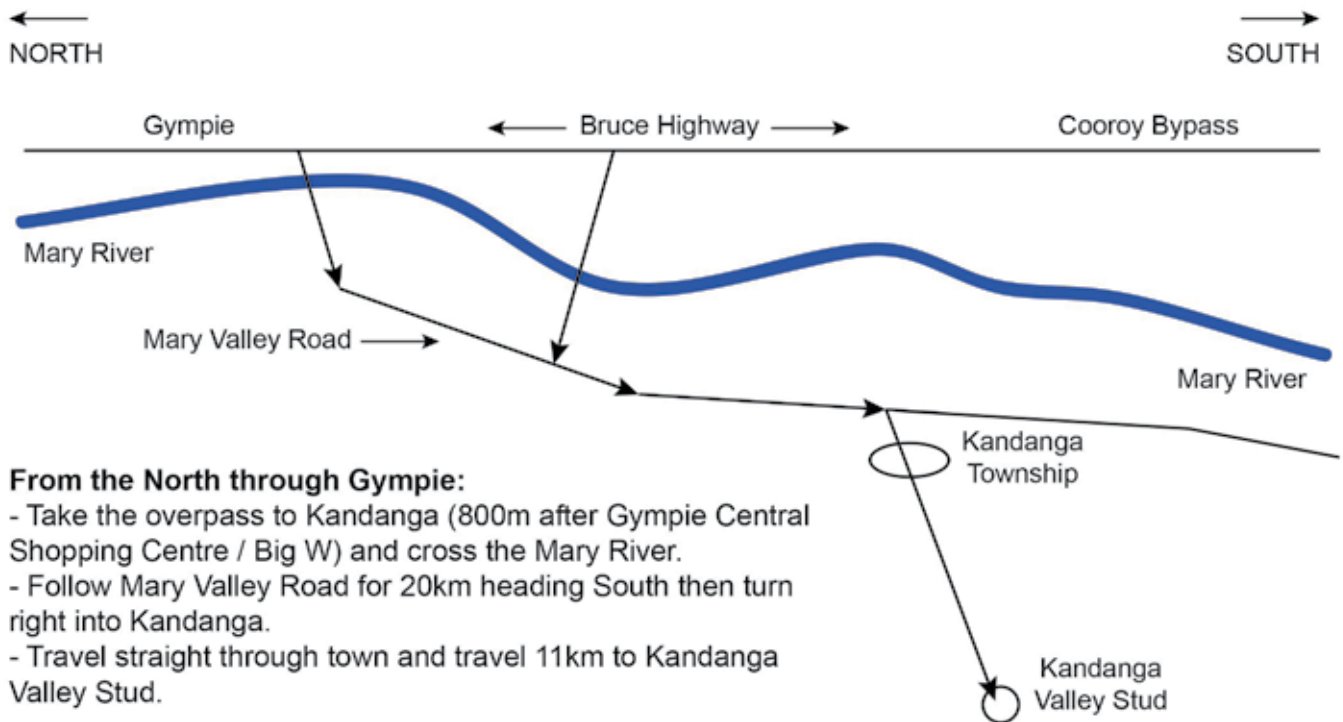 NORTH
SOUTH
Gympie
Bruce Highway
Cooroy Bypass
Mary River
Mary Valley Road
Mary River
Kandanga
Township
From the North through Gympie:
- Take the overpass to Kandanga (800m after Gympie Central
Shopping Centre / Big W) and cross the Mary River.
- Follow Mary Valley Road for 20km heading South then turn
right into Kandanga.
- Travel straight through town and travel 11km to Kandanga
Valley Stud.
Kandanga
Valley Stud